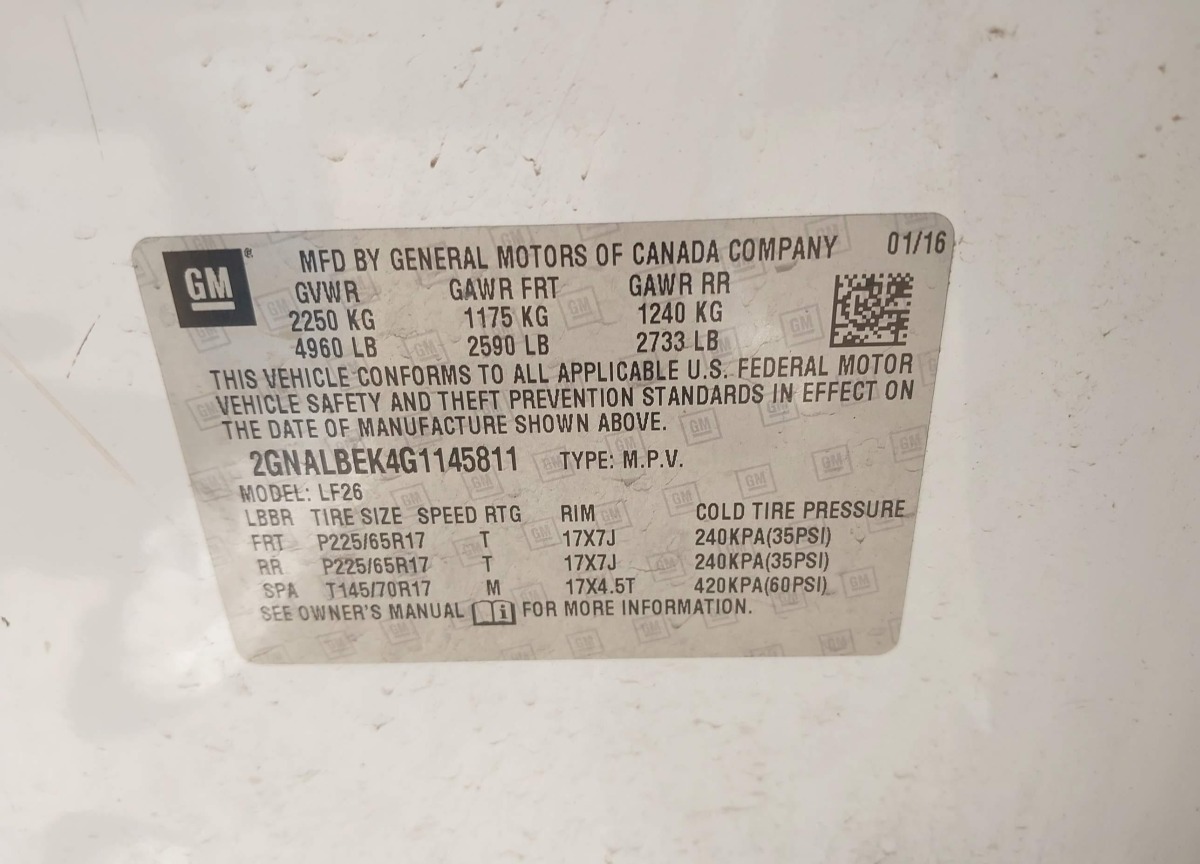 GM ® MFD BY GENERAL MOTORS OF CANADA COMPANY 01/16
GVWR GAWR FRT GAWR RR
2250 KG 1175 KG 1240 KG
4960 LB 2590 LB 2733 LB
THIS VEHICLE CONFORMS TO ALL APPLICABLE U.S. FEDERAL MOTOR
VEHICLE SAFETY AND THEFT PREVENTION STANDARDS IN EFFECT ON
THE DATE OF MANUFACTURE SHOWN ABOVE.
2GNALBEK4G1145811 TYPE: M.P.V.
MODEL: LF26
LBBR TIRE SIZE SPEED RTG RIM COLD TIRE PRESSURE
FRT P225/65R17 T 17X7J 240KPA(35PSI)
RR P225/65R17 T 17X7J 240KPA(35PSI)
SPA T145/70R17 M 17X4.5T 420KPA(60PSI)
SEE OWNER'S MANUAL i FOR MORE INFORMATION.